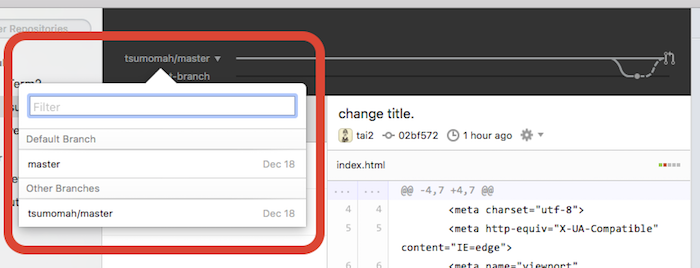 er Repositories
tsumomah/master ▼
t-branch
Filter
Default Branch
master Dec 18
Other Branches
tsumomah/master Dec 18
change title.
tai2 02bf572 1 hour ago
index.html
... ... @@ -4,7 +4,7 @@
4 4 <meta charset="utf-8">
5 5 <meta http-equiv="X-UA-Compatible"
content="IE=edge">
6 6 <meta name="viewport"